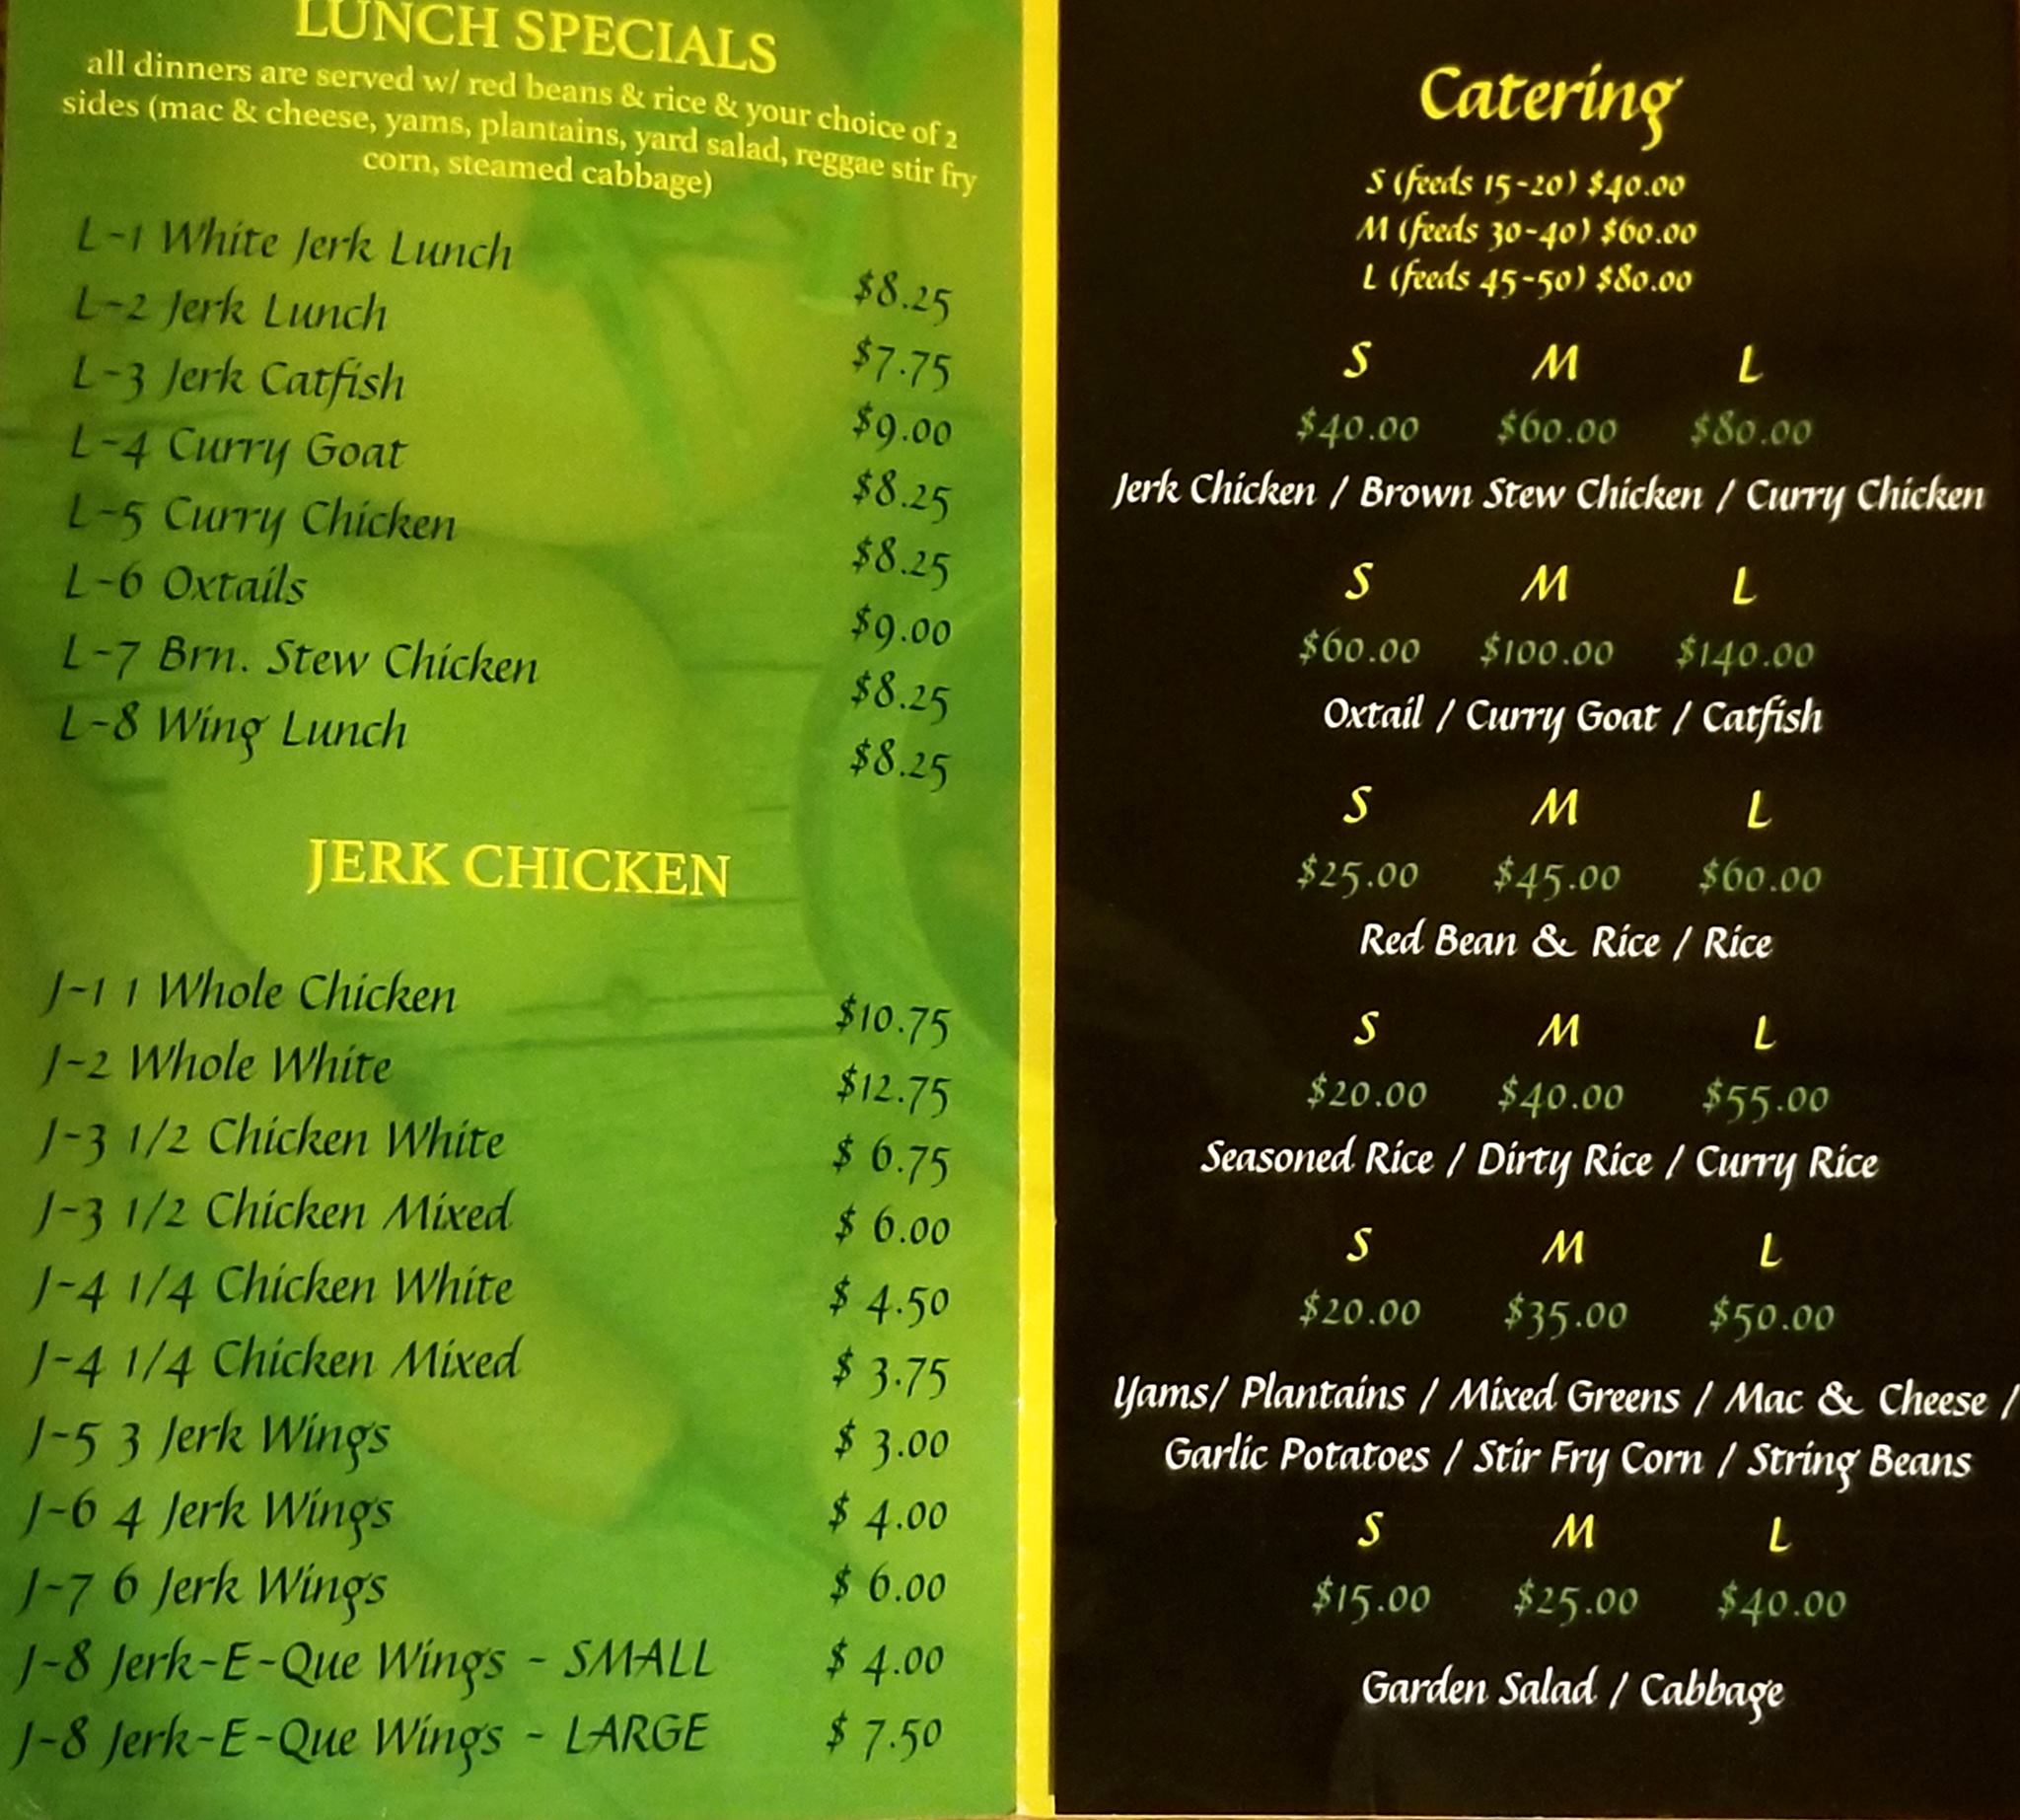 LUNCH SPECIALS
all dinners are served w/ red beans & rice & your choice of 2
sides (mac & cheese, yams, plantains, yard salad, reggae stir fry
corn, steamed cabbage)
L-1 White Jerk Lunch $8.25
L-2 Jerk Lunch $7.75
L-3 Jerk Catfish $9.00
L-4 Curry Goat $8.25
L-5 Curry Chicken $8.25
L-6 Oxtails $9.00
L-7 Brn. Stew Chicken $8.25
L-8 Wing Lunch $8.25
JERK CHICKEN
J-1 1 Whole Chicken $10.75
J-2 Whole White $12.75
J-3 1/2 Chicken White $ 6.75
J-3 1/2 Chicken Mixed $ 6.00
J-4 1/4 Chicken White $ 4.50
J-4 1/4 Chicken Mixed $ 3.75
J-5 3 Jerk Wings $ 3.00
J-6 4 Jerk Wings $ 4.00
J-7 6 Jerk Wings $ 6.00
J-8 Jerk-E-Que Wings - SMALL $ 4.00
J-8 Jerk-E-Que Wings - LARGE $ 7.50
Catering
S (feeds 15-20) $40.00
M (feeds 30-40) $60.00
L (feeds 45-50) $80.00
S M L
$40.00 $60.00 $80.00
Jerk Chicken / Brown Stew Chicken / Curry Chicken
S M L
$60.00 $100.00 $140.00
Oxtail / Curry Goat / Catfish
S M L
$25.00 $45.00 $60.00
Red Bean & Rice / Rice
S M L
$20.00 $40.00 $55.00
Seasoned Rice / Dirty Rice / Curry Rice
S M L
$20.00 $35.00 $50.00
Yams/ Plantains / Mixed Greens / Mac & Cheese /
Garlic Potatoes / Stir Fry Corn / String Beans
S M L
$15.00 $25.00 $40.00
Garden Salad / Cabbage